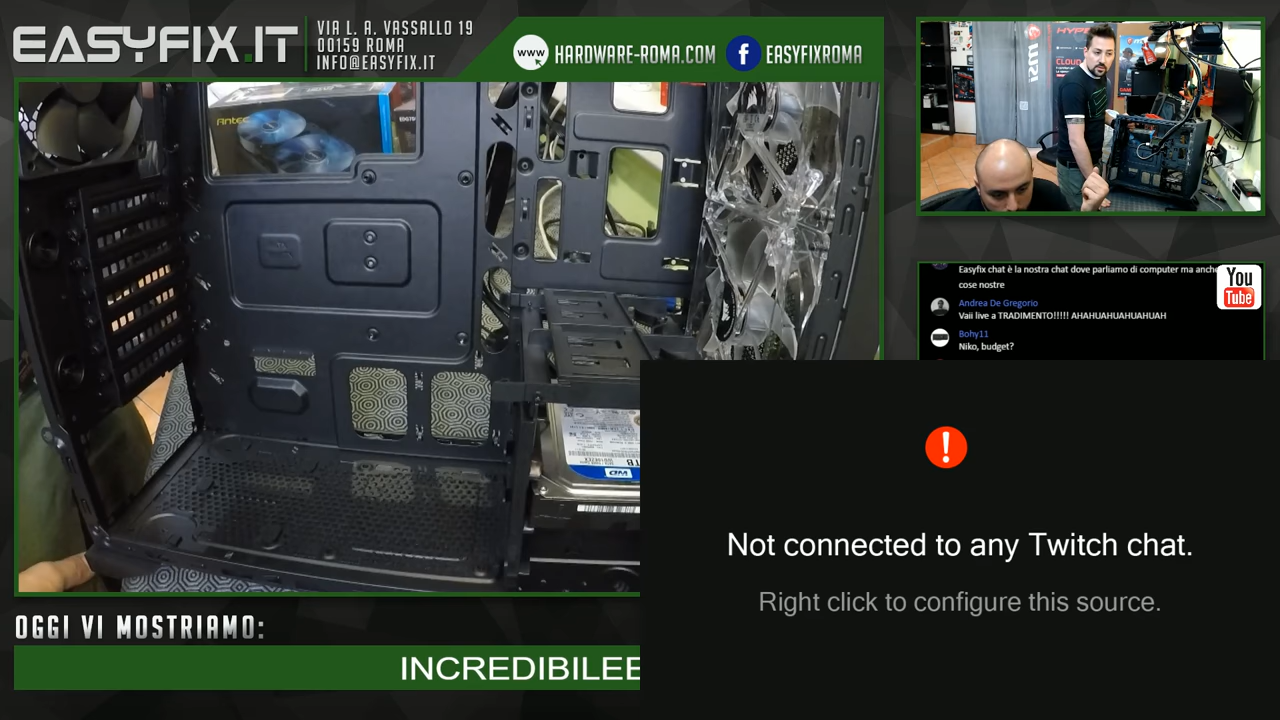 EASYFIX.IT
VIA L. A. VASSALLO 19
00159 ROMA
INFO@EASYFIX.IT
WWW
HARDWARE-ROMA.COM
f
EASYFIXROMA
Antec
WD
Easyfix chat è la nostra chat dove parliamo di computer ma anche
cose nostre
You
Tube
Andrea De Gregorio
Vaii live a TRADIMENTO!!!!! AHAHUAHUAHUAHUAH
Bohy11
Niko, budget?
!
Not connected to any Twitch chat.
Right click to configure this source.
OGGI VI MOSTRIAMO:
INCREDIBILEE